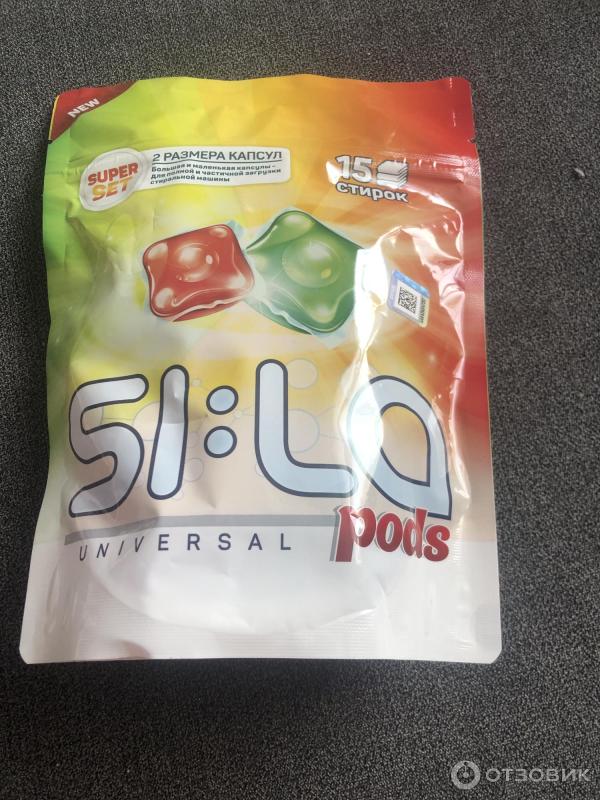 NEW
SUPER
SET
2 РАЗМЕРА КАПСУЛ
Большая и маленькая капсулы –
Для полной и частичной загрузки
стиральной машины
15
стирок
SI:LA
UNIVERSAL
pods
ОТЗОВИК